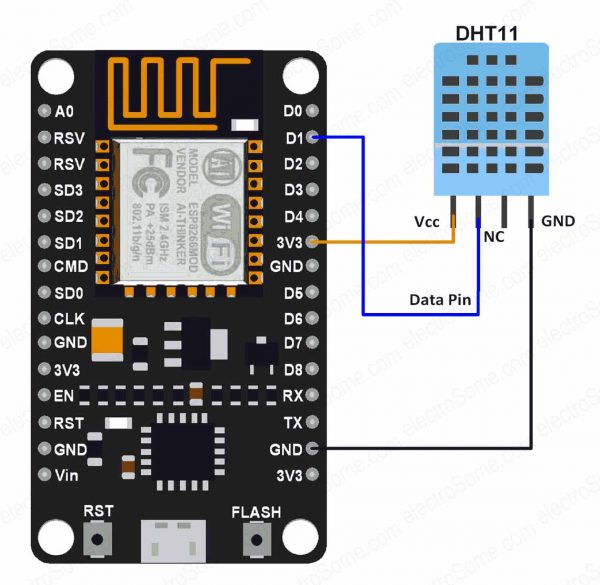 DHT11
A0
RSV
RSV
SD3
SD2
SD1
CMD
SD0
CLK
GND
3V3
EN
RST
GND
Vin
D0
D1
D2
D3
D4
3V3
GND
D5
D6
D7
D8
RX
TX
GND
3V3
MODEL ESP8266MOD
VENDOR AI-THINKER
ISM 2.4GHz
PA +25dBm
802.11b/g/n
FC
AI
Wi Fi
Vcc
NC
GND
Data Pin
RST
FLASH
electroSome.com